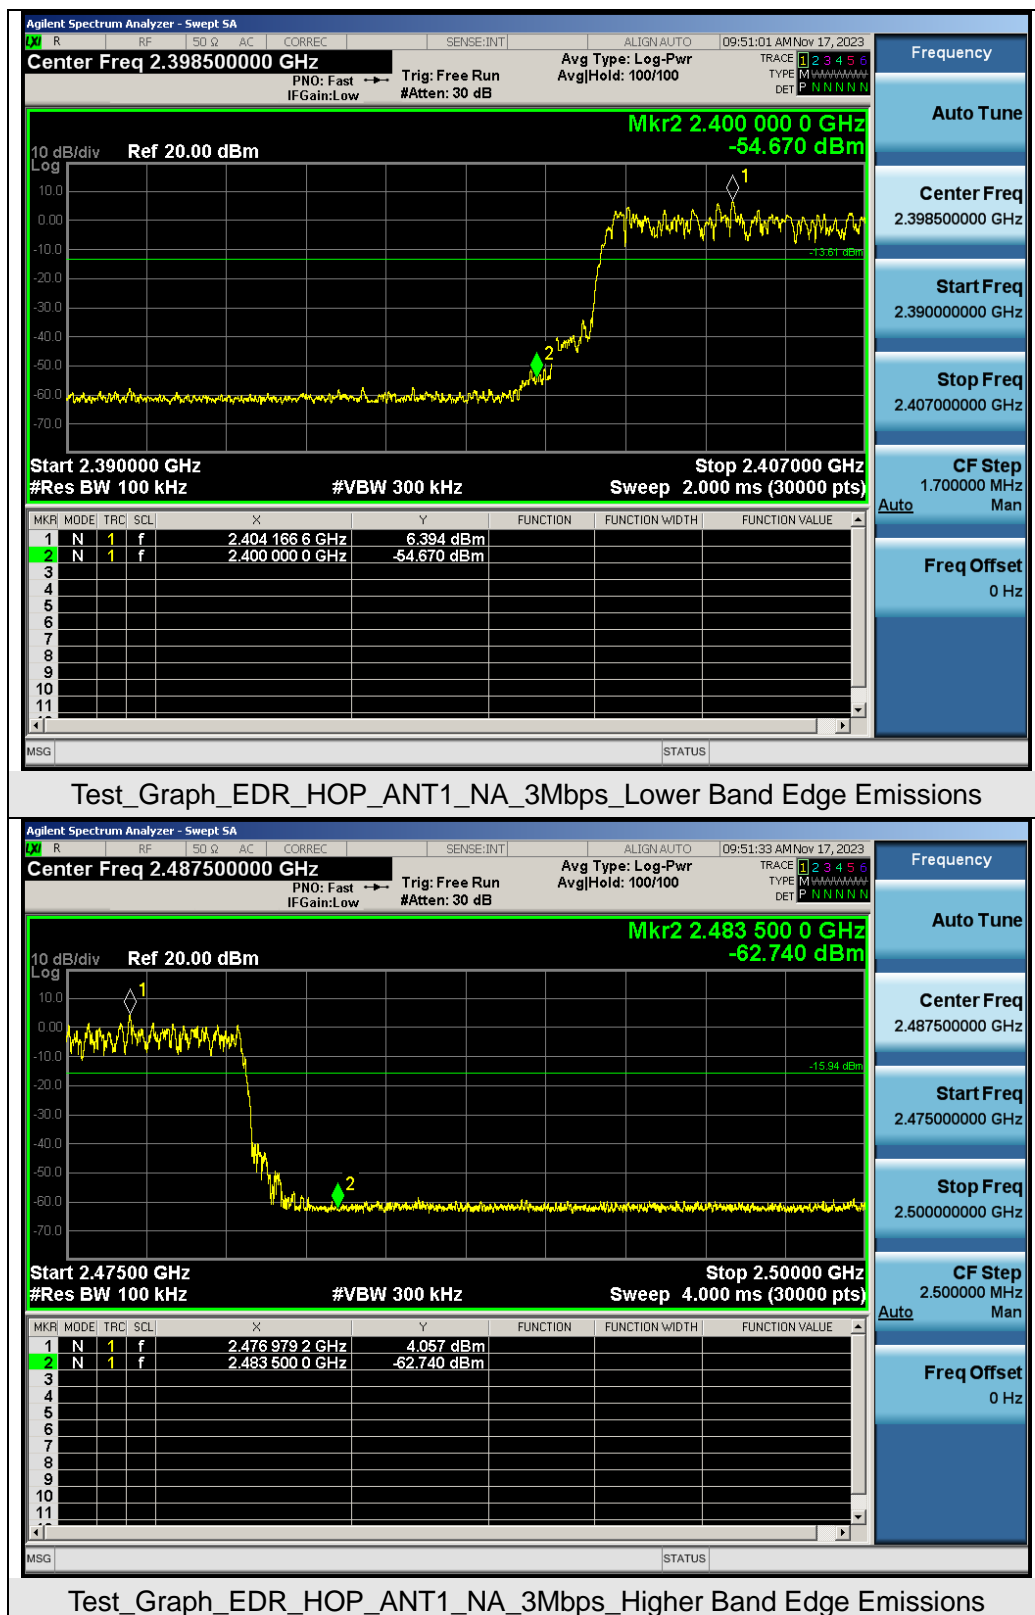 Agilent Spectrum Analyzer - Swept SA
LXI R RF 50 Ω AC CORREC SENSE:INT ALIGN AUTO 09:51:01 AM Nov 17, 2023
Center Freq 2.398500000 GHz Avg Type: Log-Pwr TRACE 1 2 3 4 5 6
PNO: Fast Trig: Free Run Avg|Hold: 100/100 TYPE M
IFGain:Low #Atten: 30 dB DET P N N N N N
Frequency
Auto Tune
Mkr2 2.400 000 0 GHz
10 dB/div Ref 20.00 dBm -54.670 dBm
Log
10.0
0.00
-10.0
-20.0
-30.0
-40.0
-50.0
-60.0
-70.0
1
-13.61 dBm
2
Center Freq
2.398500000 GHz
Start Freq
2.390000000 GHz
Stop Freq
2.407000000 GHz
Start 2.390000 GHz Stop 2.407000 GHz
#Res BW 100 kHz #VBW 300 kHz Sweep 2.000 ms (30000 pts)
CF Step
1.700000 MHz
Auto Man
MKR MODE TRC SCL X Y FUNCTION FUNCTION WIDTH FUNCTION VALUE
1 N 1 f 2.404 166 6 GHz 6.394 dBm
2 N 1 f 2.400 000 0 GHz -54.670 dBm
3
4
5
6
7
8
9
10
11
Freq Offset
0 Hz
MSG STATUS
Test_Graph_EDR_HOP_ANT1_NA_3Mbps_Lower Band Edge Emissions
Agilent Spectrum Analyzer - Swept SA
LXI R RF 50 Ω AC CORREC SENSE:INT ALIGN AUTO 09:51:33 AM Nov 17, 2023
Center Freq 2.487500000 GHz Avg Type: Log-Pwr TRACE 1 2 3 4 5 6
PNO: Fast Trig: Free Run Avg|Hold: 100/100 TYPE M
IFGain:Low #Atten: 30 dB DET P N N N N N
Frequency
Auto Tune
Mkr2 2.483 500 0 GHz
10 dB/div Ref 20.00 dBm -62.740 dBm
Log
10.0
0.00
-10.0
-20.0
-30.0
-40.0
-50.0
-60.0
-70.0
1
-15.94 dBm
2
Center Freq
2.487500000 GHz
Start Freq
2.475000000 GHz
Stop Freq
2.500000000 GHz
Start 2.47500 GHz Stop 2.50000 GHz
#Res BW 100 kHz #VBW 300 kHz Sweep 4.000 ms (30000 pts)
CF Step
2.500000 MHz
Auto Man
MKR MODE TRC SCL X Y FUNCTION FUNCTION WIDTH FUNCTION VALUE
1 N 1 f 2.476 979 2 GHz 4.057 dBm
2 N 1 f 2.483 500 0 GHz -62.740 dBm
3
4
5
6
7
8
9
10
11
Freq Offset
0 Hz
MSG STATUS
Test_Graph_EDR_HOP_ANT1_NA_3Mbps_Higher Band Edge Emissions